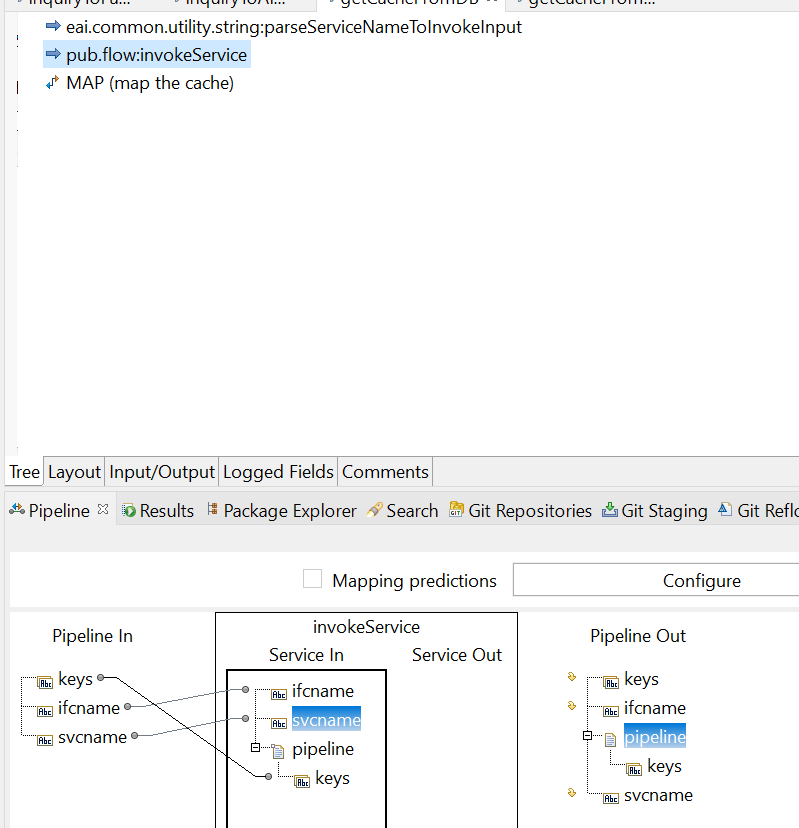 getCacheFromDB
eai.common.utility.string:parseServiceNameToInvokeInput
pub.flow:invokeService
MAP (map the cache)
Tree Layout Input/Output Logged Fields Comments
Pipeline Results Package Explorer Search Git Repositories Git Staging Git Reflo
Mapping predictions Configure
invokeService
Pipeline In Service In Service Out Pipeline Out
keys ifcname keys
ifcname svcname ifcname
svcname pipeline pipeline
keys keys
svcname